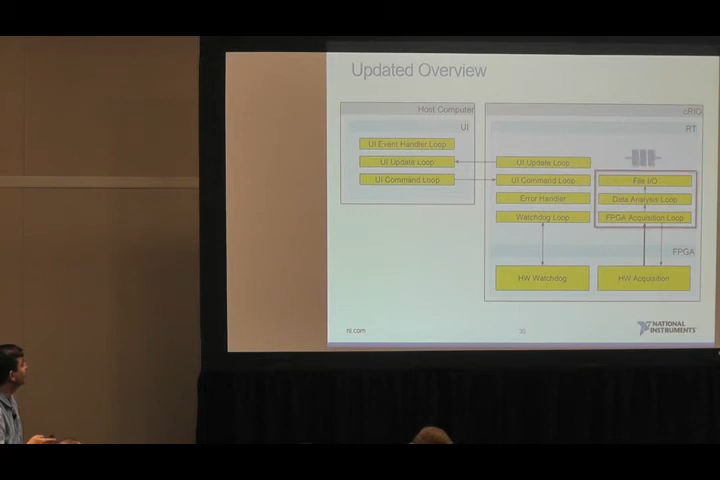 Updated Overview
Host Computer
UI
UI Event Handler Loop
UI Update Loop
UI Command Loop
cRIO
RT
UI Update Loop
UI Command Loop
Error Handler
Watchdog Loop
File I/O
Data Analysis Loop
FPGA Acquisition Loop
FPGA
HW Watchdog
HW Acquisition
ni.com
30
NATIONAL
INSTRUMENTS